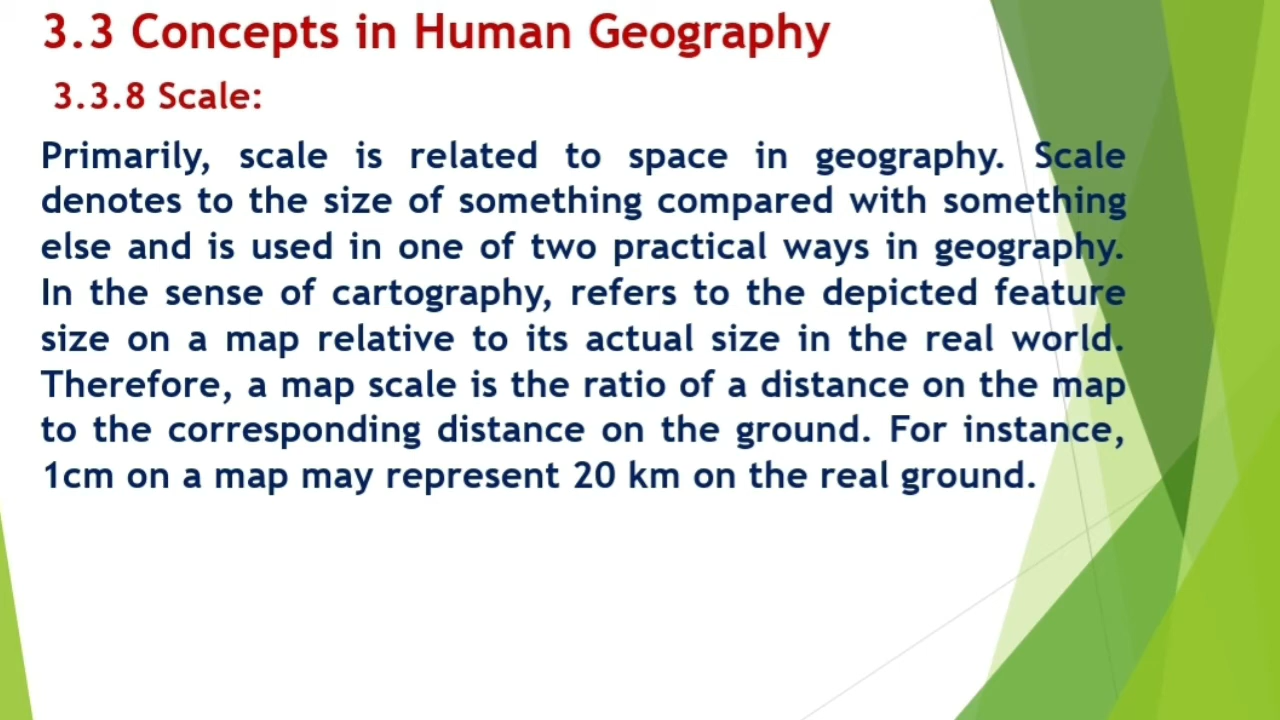 3.3 Concepts in Human Geography
3.3.8 Scale:
Primarily, scale is related to space in geography. Scale
denotes to the size of something compared with something
else and is used in one of two practical ways in geography.
In the sense of cartography, refers to the depicted feature
size on a map relative to its actual size in the real world.
Therefore, a map scale is the ratio of a distance on the map
to the corresponding distance on the ground. For instance,
1cm on a map may represent 20 km on the real ground.